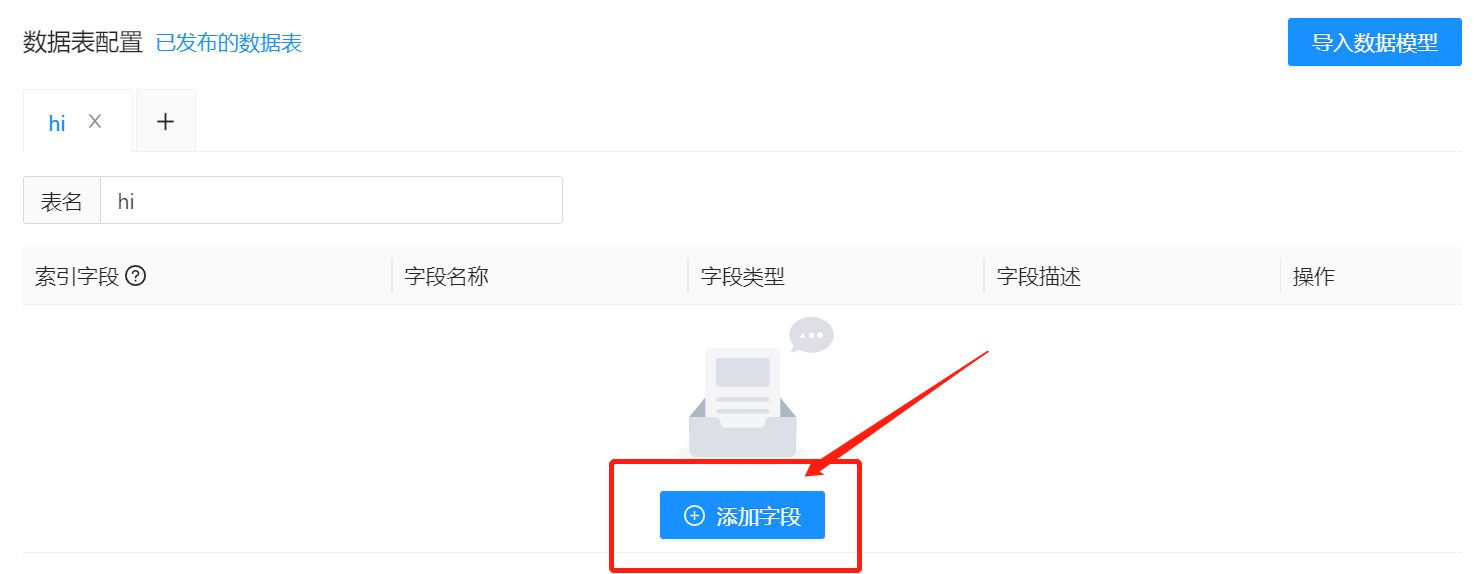 数据表配置 已发布的数据表 导入数据模型
hi
表名 hi
索引字段 字段名称 字段类型 字段描述 操作
添加字段